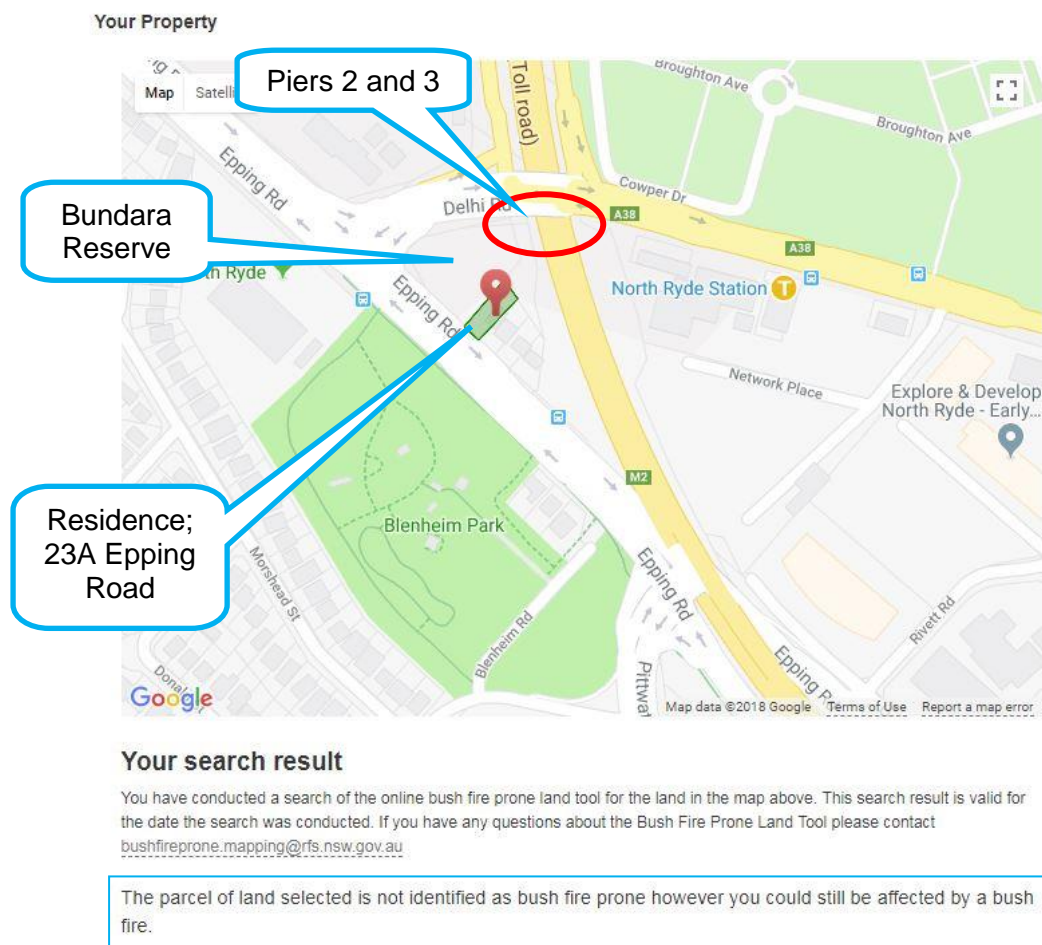 Your Property
Map
Piers 2 and 3
Toll road)
Broughton Ave
Broughton Ave
Epping Rd
Cowper Dr
Delhi Rd
A38
A38
Bundara
Reserve
North Ryde Station
T
Epping Rd
Network Place
Explore & Develop
North Ryde - Early...
M2
Residence;
23A Epping
Road
Blenheim Park
Morshead St
Epping Rd
Blenheim Rd
Rivett Rd
Google
Map data ©2018 Google
Terms of Use
Report a map error
Your search result
You have conducted a search of the online bush fire prone land tool for the land in the map above. This search result is valid for
the date the search was conducted. If you have any questions about the Bush Fire Prone Land Tool please contact
bushfireprone.mapping@rfs.nsw.gov.au
The parcel of land selected is not identified as bush fire prone however you could still be affected by a bush
fire.